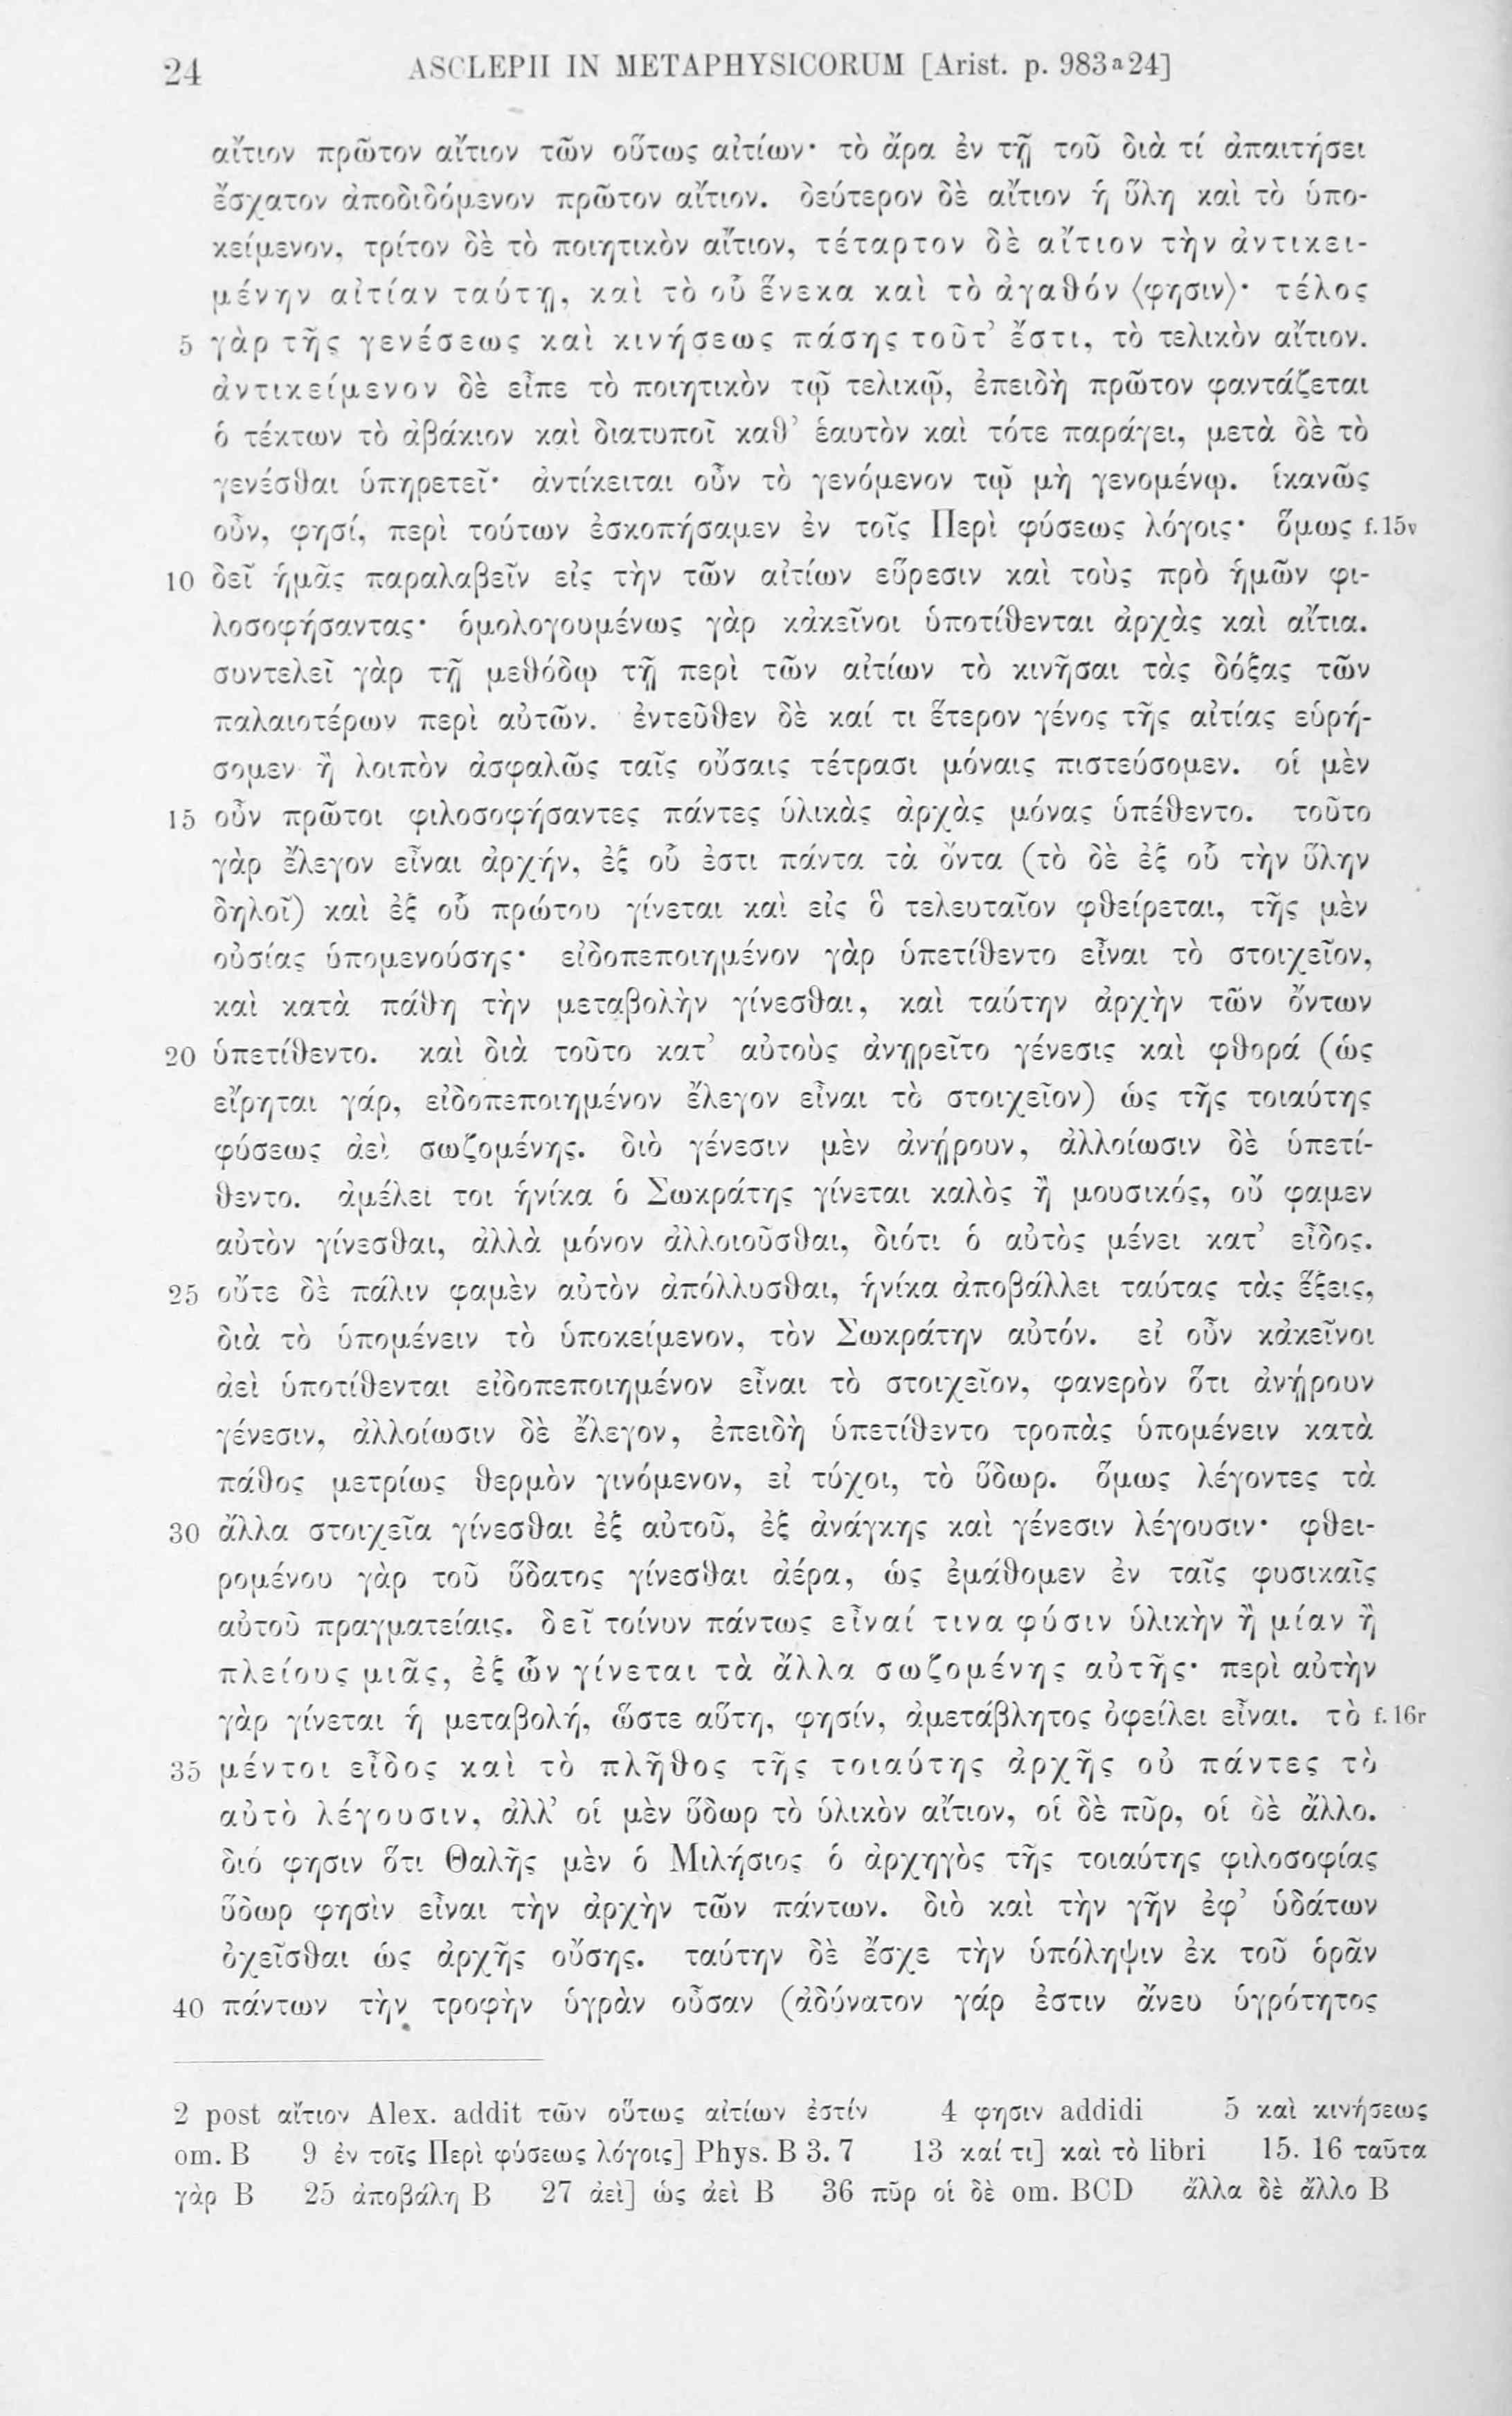 24 ASCLEPII IN METAPHYSICORUM [Arist. p. 983a24]
αἴτιον πρῶτον αἴτιον τῶν οὕτως αἰτίων· τὸ ἄρα ἐν τῇ τοῦ διὰ τί ἀπαιτήσει
ἔσχατον ἀποδιδόμενον πρῶτον αἴτιον. δεύτερον δὲ αἴτιον ἡ ὕλη καὶ τὸ ὑπο-
κείμενον, τρίτον δὲ τὸ ποιητικὸν αἴτιον, τέταρτον δὲ αἴτιον τὴν ἀντικει-
μένην αἰτίαν ταύτῃ, καὶ τὸ οὗ ἕνεκα καὶ τὸ ἀγαθόν ⟨φησιν⟩· τέλος
5 γὰρ τῆς γενέσεως καὶ κινήσεως πάσης τοῦτ’ ἔστι, τὸ τελικὸν αἴτιον.
ἀντικείμενον δὲ εἶπε τὸ ποιητικὸν τῷ τελικῷ, ἐπειδὴ πρῶτον φαντάζεται
ὁ τέκτων τὸ ἀβάκιον καὶ διατυποῖ καθ’ ἑαυτὸν καὶ τότε παράγει, μετὰ δὲ τὸ
γενέσθαι ὑπηρετεῖ· ἀντίκειται οὖν τὸ γενόμενον τῷ μὴ γενομένῳ. ἱκανῶς
οὖν, φησί, περὶ τούτων ἐσκοπήσαμεν ἐν τοῖς Περὶ φύσεως λόγοις· ὅμως f. 15v
10 δεῖ ἡμᾶς παραλαβεῖν εἰς τὴν τῶν αἰτίων εὕρεσιν καὶ τοὺς πρὸ ἡμῶν φι-
λοσοφήσαντας· ὁμολογουμένως γὰρ κἀκεῖνοι ὑποτίθενται ἀρχὰς καὶ αἴτια.
συντελεῖ γὰρ τῇ μεθόδῳ τῇ περὶ τῶν αἰτίων τὸ κινῆσαι τὰς δόξας τῶν
παλαιοτέρων περὶ αὐτῶν. ἐντεῦθεν δὲ καί τι ἕτερον γένος τῆς αἰτίας εὑρή-
σομεν ἢ λοιπὸν ἀσφαλῶς ταῖς οὔσαις τέτρασι μόναις πιστεύσομεν. οἱ μὲν
15 οὖν πρῶτοι φιλοσοφήσαντες πάντες ὑλικὰς ἀρχὰς μόνας ὑπέθεντο. τοῦτο
γὰρ ἔλεγον εἶναι ἀρχήν, ἐξ οὗ ἐστι πάντα τὰ ὄντα (τὸ δὲ ἐξ οὗ τὴν ὕλην
δηλοῖ) καὶ ἐξ οὗ πρώτου γίνεται καὶ εἰς ὃ τελευταῖον φθείρεται, τῆς μὲν
οὐσίας ὑπομενούσης· εἰδοπεποιημένον γὰρ ὑπετίθεντο εἶναι τὸ στοιχεῖον,
καὶ κατὰ πάθη τὴν μεταβολὴν γίνεσθαι, καὶ ταύτην ἀρχὴν τῶν ὄντων
20 ὑπετίθεντο. καὶ διὰ τοῦτο κατ’ αὐτοὺς ἀνῃρεῖτο γένεσις καὶ φθορά (ὡς
εἴρηται γάρ, εἰδοπεποιημένον ἔλεγον εἶναι τὸ στοιχεῖον) ὡς τῆς τοιαύτης
φύσεως ἀεὶ σωζομένης. διὸ γένεσιν μὲν ἀνῄρουν, ἀλλοίωσιν δὲ ὑπετί-
θεντο. ἀμέλει τοι ἡνίκα ὁ Σωκράτης γίνεται καλὸς ἢ μουσικός, οὔ φαμεν
αὐτὸν γίνεσθαι, ἀλλὰ μόνον ἀλλοιοῦσθαι, διότι ὁ αὐτὸς μένει κατ’ εἶδος.
25 οὔτε δὲ πάλιν φαμὲν αὐτὸν ἀπόλλυσθαι, ἡνίκα ἀποβάλλει ταύτας τὰς ἕξεις,
διὰ τὸ ὑπομένειν τὸ ὑποκείμενον, τὸν Σωκράτην αὐτόν. εἰ οὖν κἀκεῖνοι
ἀεὶ ὑποτίθενται εἰδοπεποιημένον εἶναι τὸ στοιχεῖον, φανερὸν ὅτι ἀνῄρουν
γένεσιν, ἀλλοίωσιν δὲ ἔλεγον, ἐπειδὴ ὑπετίθεντο τροπὰς ὑπομένειν κατὰ
πάθος μετρίως θερμὸν γινόμενον, εἰ τύχοι, τὸ ὕδωρ. ὅμως λέγοντες τὰ
30 ἄλλα στοιχεῖα γίνεσθαι ἐξ αὐτοῦ, ἐξ ἀνάγκης καὶ γένεσιν λέγουσιν· φθει-
ρομένου γὰρ τοῦ ὕδατος γίνεσθαι ἀέρα, ὡς ἐμάθομεν ἐν ταῖς φυσικαῖς
αὐτοῦ πραγματείαις. δεῖ τοίνυν πάντως εἶναί τινα φύσιν ὑλικὴν ἢ μίαν ἢ
πλείους μιᾶς, ἐξ ὧν γίνεται τὰ ἄλλα σωζομένης αὐτῆς· περὶ αὐτὴν
γὰρ γίνεται ἡ μεταβολή, ὥστε αὕτη, φησίν, ἀμετάβλητος ὀφείλει εἶναι. τὸ f. 16r
35 μέντοι εἶδος καὶ τὸ πλῆθος τῆς τοιαύτης ἀρχῆς οὐ πάντες τὸ
αὐτὸ λέγουσιν, ἀλλ’ οἱ μὲν ὕδωρ τὸ ὑλικὸν αἴτιον, οἱ δὲ πῦρ, οἱ δὲ ἄλλο.
διό φησιν ὅτι Θαλῆς μὲν ὁ Μιλήσιος ὁ ἀρχηγὸς τῆς τοιαύτης φιλοσοφίας
ὕδωρ φησὶν εἶναι τὴν ἀρχὴν τῶν πάντων. διὸ καὶ τὴν γῆν ἐφ’ ὑδάτων
ὀχεῖσθαι ὡς ἀρχῆς οὔσης. ταύτην δὲ ἔσχε τὴν ὑπόληψιν ἐκ τοῦ ὁρᾶν
40 πάντων τὴν τροφὴν ὑγρὰν οὖσαν (ἀδύνατον γάρ ἐστιν ἄνευ ὑγρότητος
2 post αἴτιον Alex. addit τῶν οὕτως αἰτίων ἐστίν 4 φησιν addidi 5 καὶ κινήσεως
om. B 9 ἐν τοῖς Περὶ φύσεως λόγοις] Phys. B 3. 7 13 καί τι] καὶ τὸ libri 15. 16 ταῦτα
γὰρ B 25 ἀποβάλη B 27 ἀεὶ] ὡς ἀεὶ B 36 πῦρ οἱ δὲ om. BCD ἄλλα δὲ ἄλλο B